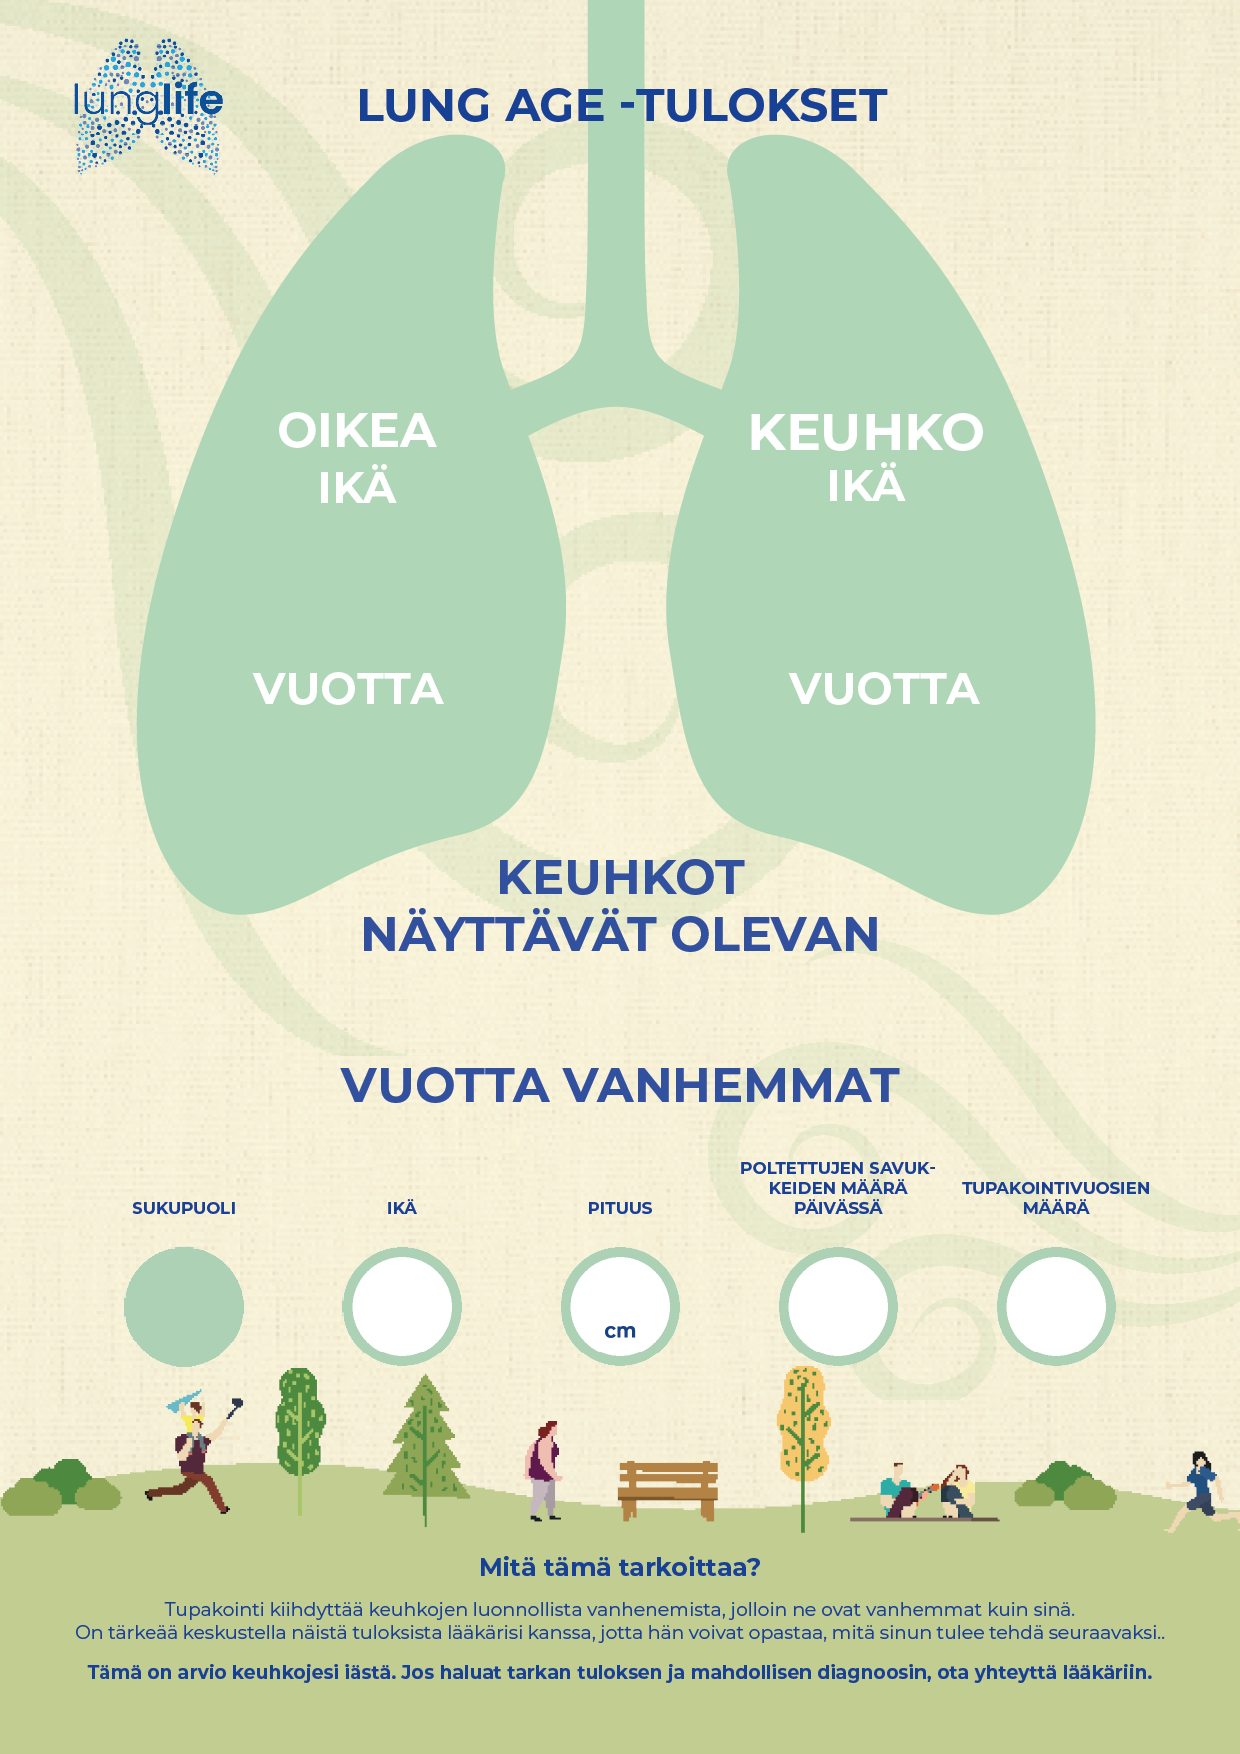 lunglife
LUNG AGE -TULOKSET
OIKEA
IKÄ
VUOTTA
KEUHKO
IKÄ
VUOTTA
KEUHKOT
NÄYTTÄVÄT OLEVAN
VUOTTA VANHEMMAT
SUKUPUOLI
IKÄ
PITUUS
cm
POLTETTUJEN SAVUK-
KEIDEN MÄÄRÄ
PÄIVÄSSÄ
TUPAKOINTIVUOSIEN
MÄÄRÄ
Mitä tämä tarkoittaa?
Tupakointi kiihdyttää keuhkojen luonnollista vanhenemista, jolloin ne ovat vanhemmat kuin sinä.
On tärkeää keskustella näistä tuloksista lääkärisi kanssa, jotta hän voivat opastaa, mitä sinun tulee tehdä seuraavaksi..
Tämä on arvio keuhkojesi iästä. Jos haluat tarkan tuloksen ja mahdollisen diagnoosin, ota yhteyttä lääkäriin.